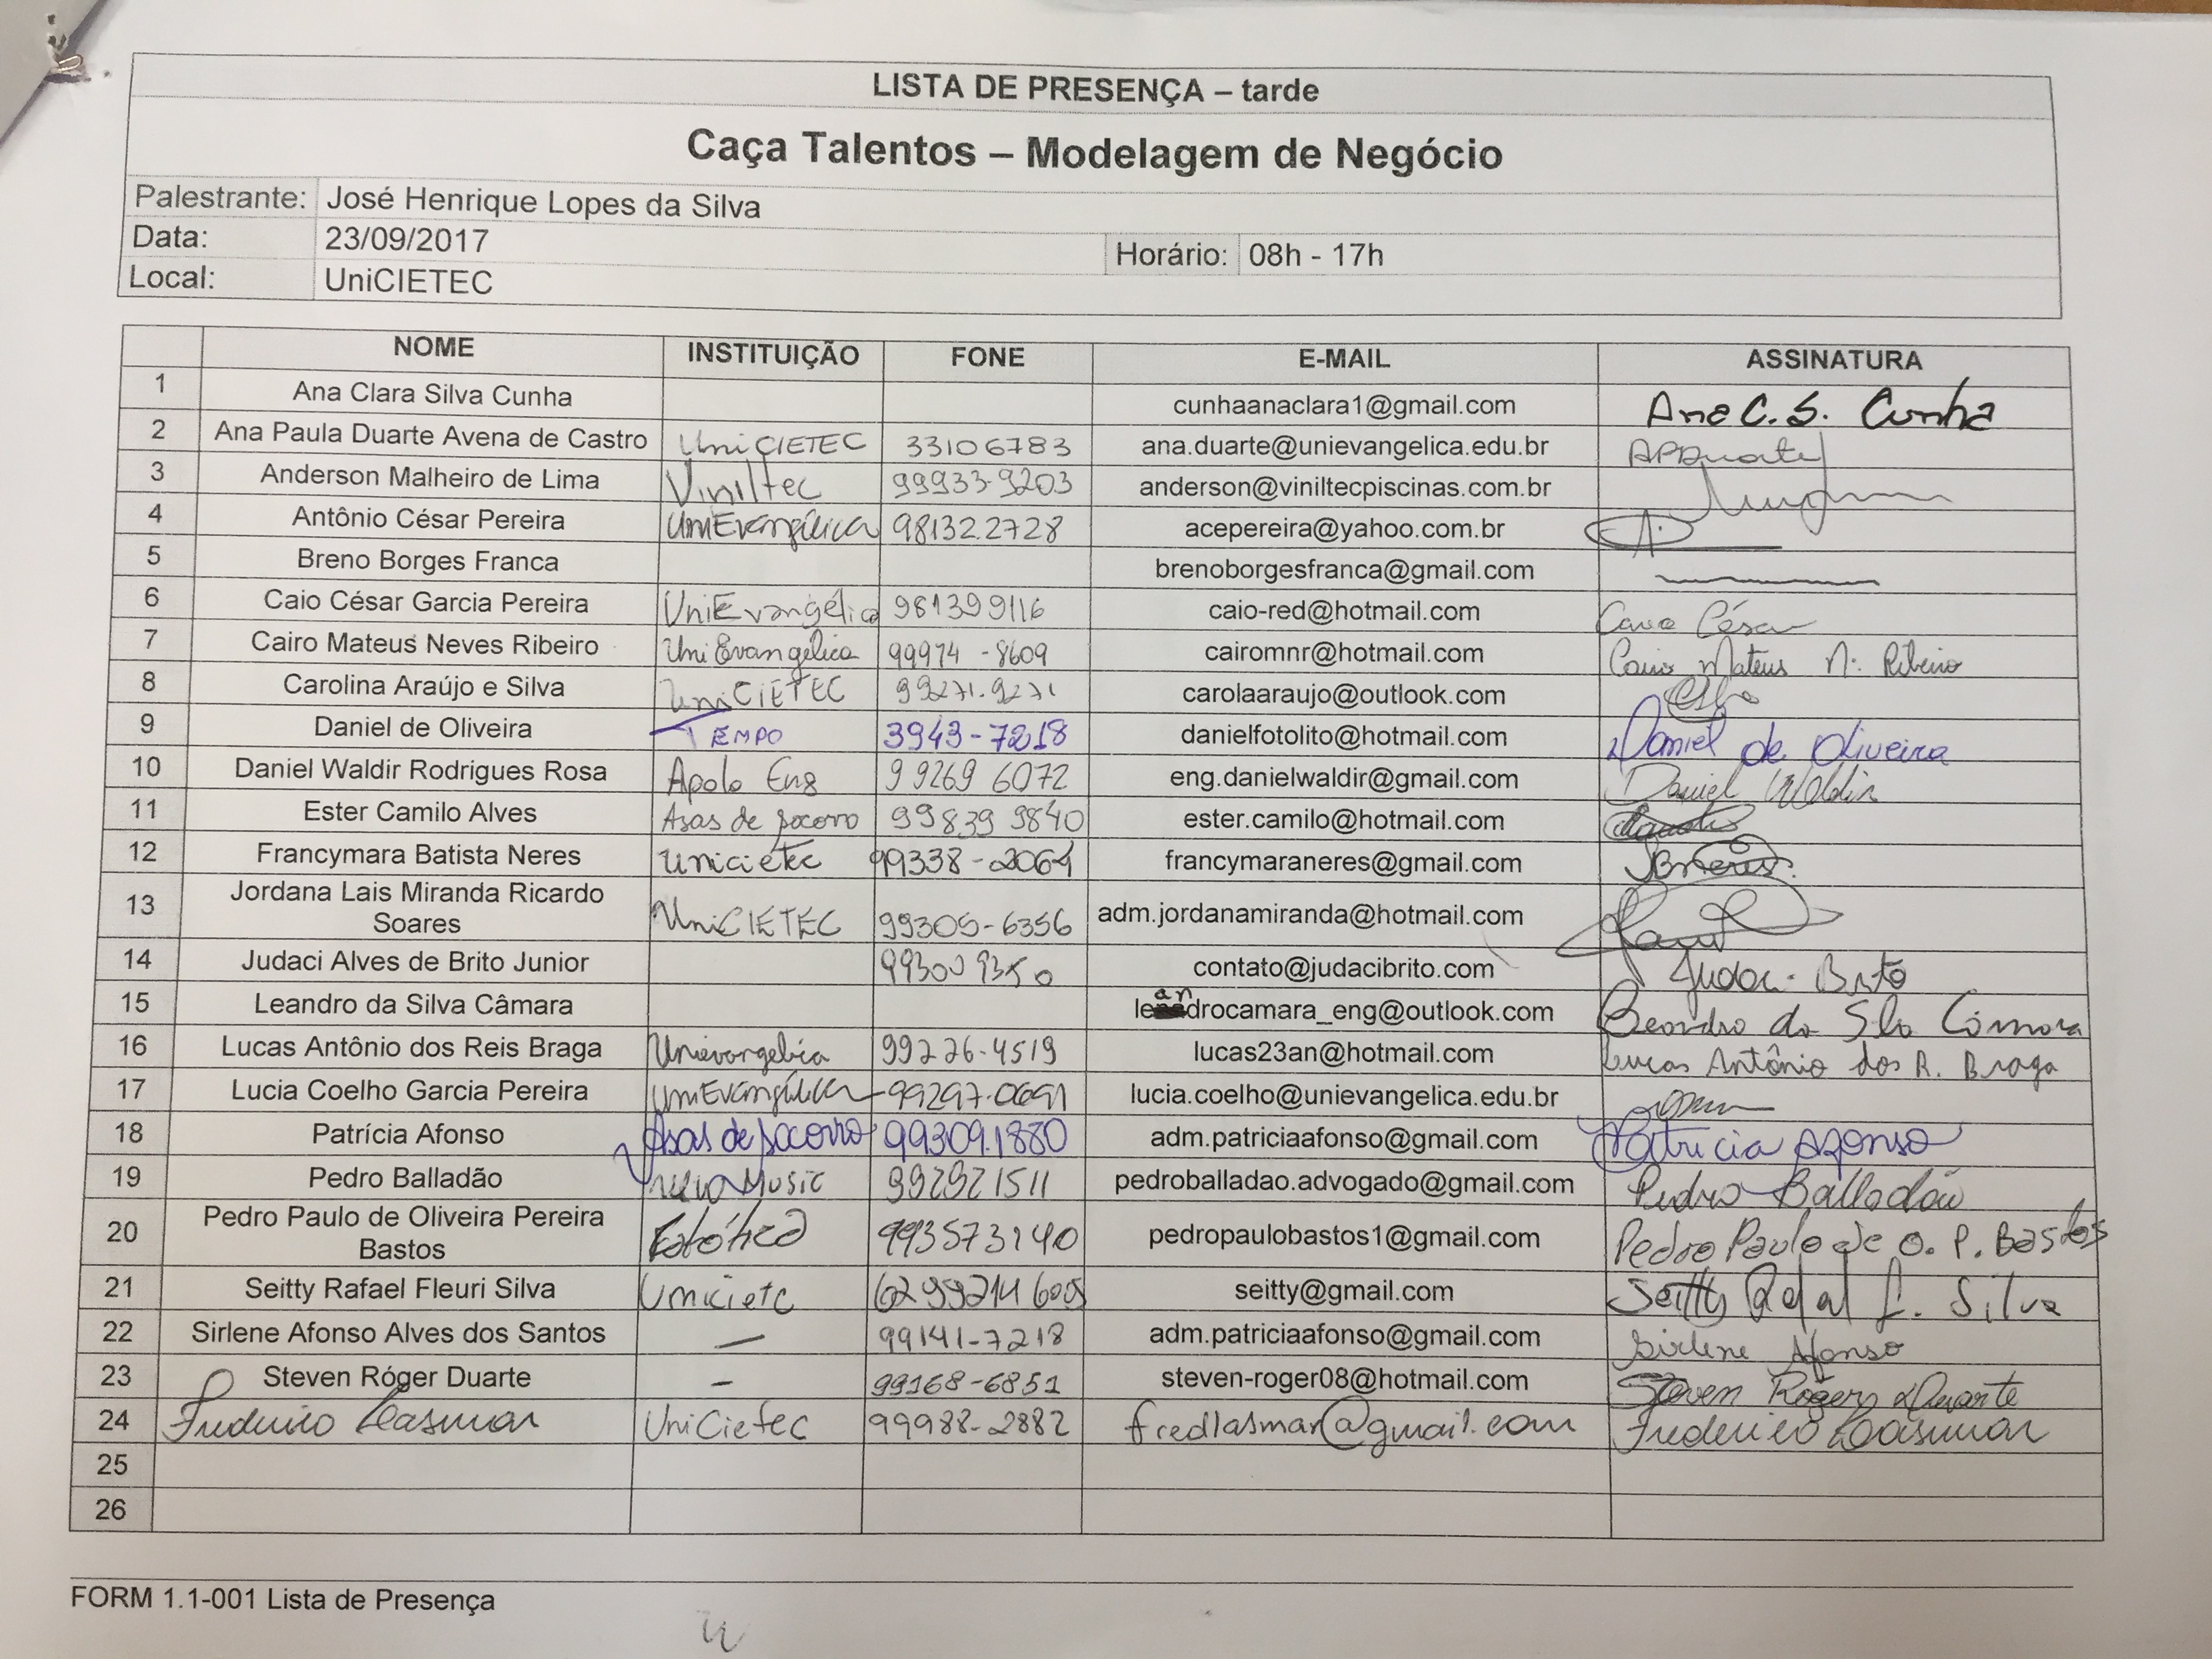 LISTA DE PRESENÇA – tarde
Caça Talentos – Modelagem de Negócio
Palestrante: José Henrique Lopes da Silva
Data: 23/09/2017 Horário: 08h - 17h
Local: UniCIETEC
NOME INSTITUIÇÃO FONE E-MAIL ASSINATURA
1 Ana Clara Silva Cunha cunhaanaclara1@gmail.com Ana C. S. Cunha
2 Ana Paula Duarte Avena de Castro UniCIETEC 33106783 ana.duarte@unievangelica.edu.br APDuarte
3 Anderson Malheiro de Lima Viniltec 99933-9203 anderson@viniltecpiscinas.com.br
4 Antônio César Pereira UniEvangélica 98132.2728 acepereira@yahoo.com.br
5 Breno Borges Franca brenoborgesfranca@gmail.com
6 Caio César Garcia Pereira UniEvangélica 981399116 caio-red@hotmail.com Caio César
7 Cairo Mateus Neves Ribeiro UniEvangélica 99974-8609 cairomnr@hotmail.com Cairo Mateus N. Ribeiro
8 Carolina Araújo e Silva UniCIETEC 99271.9271 carolaaraujo@outlook.com
9 Daniel de Oliveira TEMPO 3943-7218 danielfotolito@hotmail.com Daniel de Oliveira
10 Daniel Waldir Rodrigues Rosa Apolo Eng 99269 6072 eng.danielwaldir@gmail.com Daniel Waldir
11 Ester Camilo Alves Asas de Socorro 99839 9840 ester.camilo@hotmail.com
12 Francymara Batista Neres Unicietec 99338-2064 francymaraneres@gmail.com
13 Jordana Lais Miranda Ricardo
Soares UniCIETEC 99305-6356 adm.jordanamiranda@hotmail.com
14 Judaci Alves de Brito Junior contato@judacibrito.com Judaci Brito
15 Leandro da Silva Câmara leandrocamara_eng@outlook.com Leandro da Slv Câmara
16 Lucas Antônio dos Reis Braga Unievangelica 99226-4519 lucas23an@hotmail.com Lucas Antônio dos R. Braga
17 Lucia Coelho Garcia Pereira UniEvangélica 99297-0691 lucia.coelho@unievangelica.edu.br
18 Patrícia Afonso Asas de Socorro 99309.1880 adm.patriciaafonso@gmail.com Patricia Afonso
19 Pedro Balladão Music 992921511 pedroballadao.advogado@gmail.com Pedro Balladão
20 Pedro Paulo de Oliveira Pereira
Bastos 993573140 pedropaulobastos1@gmail.com Pedro Paulo de O. P. Bastos
21 Seitty Rafael Fleuri Silva Unicietc seitty@gmail.com Seitty Rafael F. Silva
22 Sirlene Afonso Alves dos Santos — 99141-7218 adm.patriciaafonso@gmail.com Sirlene Afonso
23 Steven Róger Duarte — 99168-6851 steven-roger08@hotmail.com Steven Róger Duarte
24 Frederico Lasmar UniCietec 99988-2882 fredlasmar@gmail.com Frederico Lasmar
25
26
FORM 1.1-001 Lista de Presença